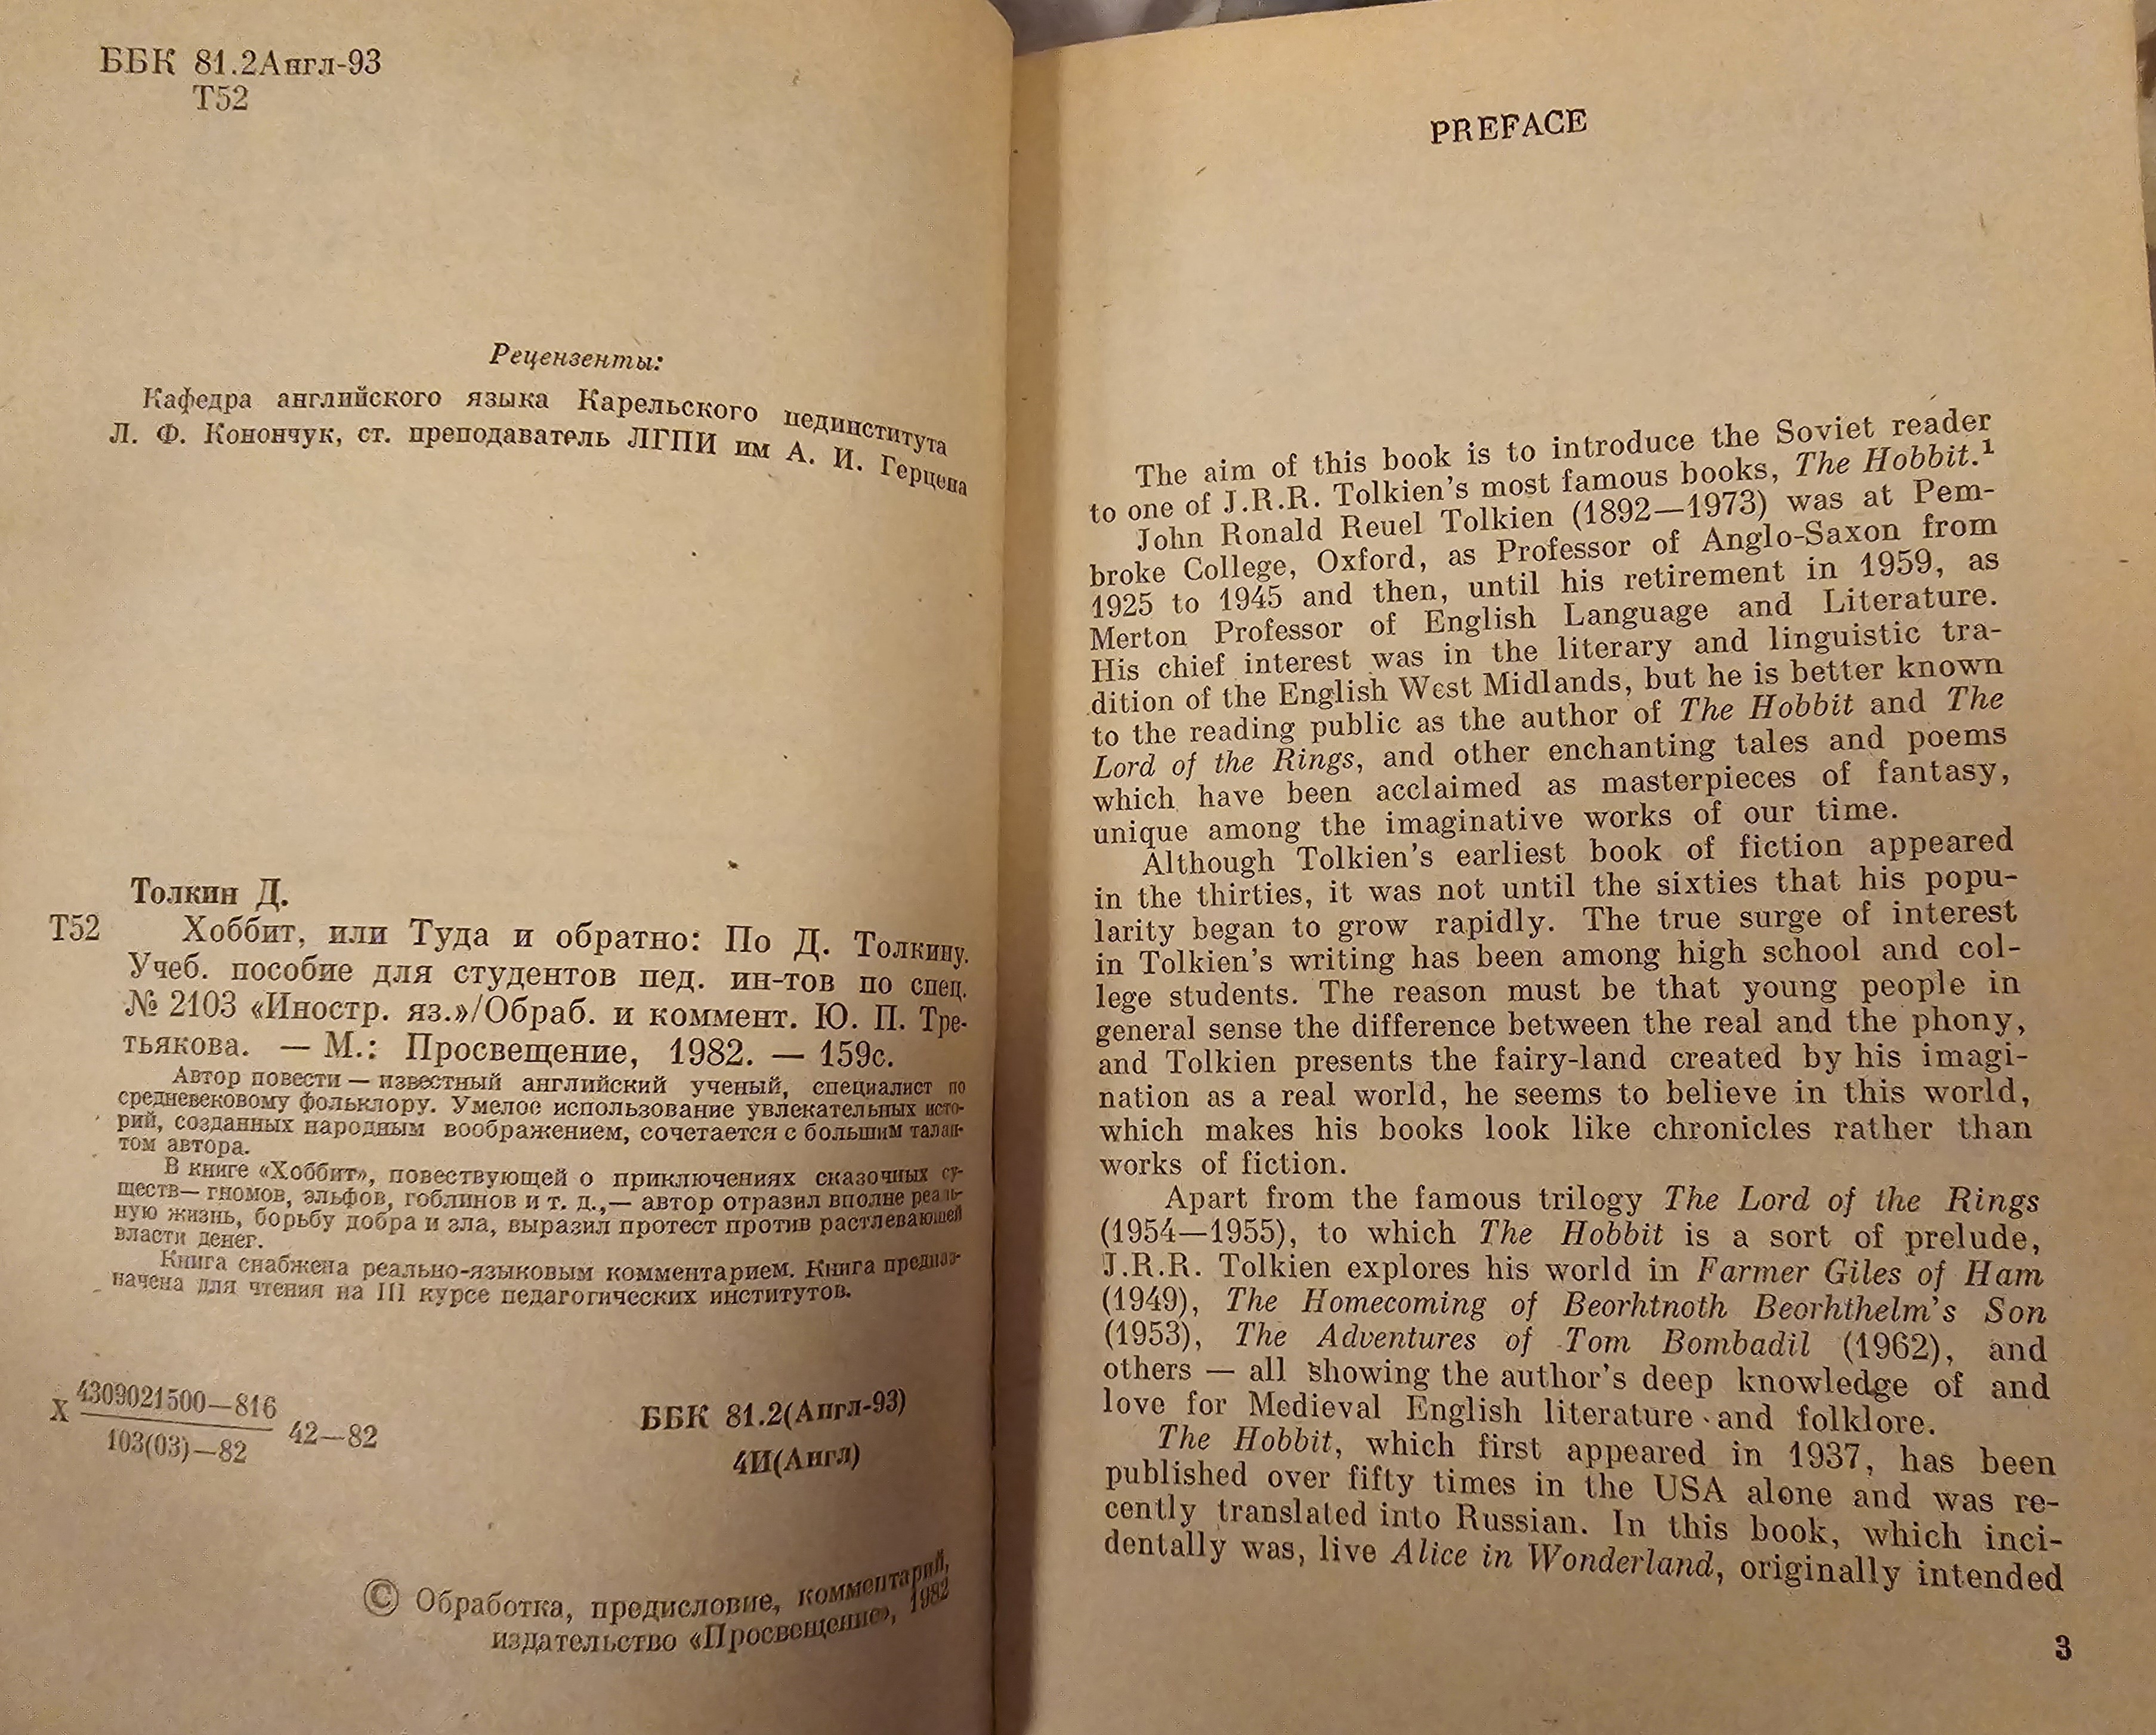 ББК 81.2Англ-93
Т52
Рецензенты:
Кафедра английского языка Карельского пединститута
Л. Ф. Конончук, ст. преподаватель ЛГПИ им А. И. Герцена
Толкин Д.
Т52 Хоббит, или Туда и обратно: По Д. Толкину.
Учеб. пособие для студентов пед. ин-тов по спец.
№ 2103 «Иностр. яз.»/Обраб. и коммент. Ю. П. Тре-
тьякова. — М.: Просвещение, 1982. — 159с.
Автор повести — известный английский ученый, специалист по
средневековому фольклору. Умелое использование увлекательных исто-
рий, созданных народным воображением, сочетается с большим талан-
том автора.
В книге «Хоббит», повествующей о приключениях сказочных су-
ществ— гномов, эльфов, гоблинов и т. д.,— автор отразил вполне реаль-
ную жизнь, борьбу добра и зла, выразил протест против растлевающей
власти денег.
Книга снабжена реально-языковым комментарием. Книга предназ-
начена для чтения на III курсе педагогических институтов.
Х 4309021500—816
103(03)—82 42—82
ББК 81.2(Англ-93)
4И(Англ)
© Обработка, предисловие, комментарий,
издательство «Просвещение», 1982
PREFACE
The aim of this book is to introduce the Soviet reader
to one of J.R.R. Tolkien's most famous books, The Hobbit.¹
John Ronald Reuel Tolkien (1892—1973) was at Pem-
broke College, Oxford, as Professor of Anglo-Saxon from
1925 to 1945 and then, until his retirement in 1959, as
Merton Professor of English Language and Literature.
His chief interest was in the literary and linguistic tra-
dition of the English West Midlands, but he is better known
to the reading public as the author of The Hobbit and The
Lord of the Rings, and other enchanting tales and poems
which have been acclaimed as masterpieces of fantasy,
unique among the imaginative works of our time.
Although Tolkien's earliest book of fiction appeared
in the thirties, it was not until the sixties that his popu-
larity began to grow rapidly. The true surge of interest
in Tolkien's writing has been among high school and col-
lege students. The reason must be that young people in
general sense the difference between the real and the phony,
and Tolkien presents the fairy-land created by his imagi-
nation as a real world, he seems to believe in this world,
which makes his books look like chronicles rather than
works of fiction.
Apart from the famous trilogy The Lord of the Rings
(1954—1955), to which The Hobbit is a sort of prelude,
J.R.R. Tolkien explores his world in Farmer Giles of Ham
(1949), The Homecoming of Beorhtnoth Beorhthelm's Son
(1953), The Adventures of Tom Bombadil (1962), and
others — all showing the author's deep knowledge of and
love for Medieval English literature and folklore.
The Hobbit, which first appeared in 1937, has been
published over fifty times in the USA alone and was re-
cently translated into Russian. In this book, which inci-
dentally was, live Alice in Wonderland, originally intended
3